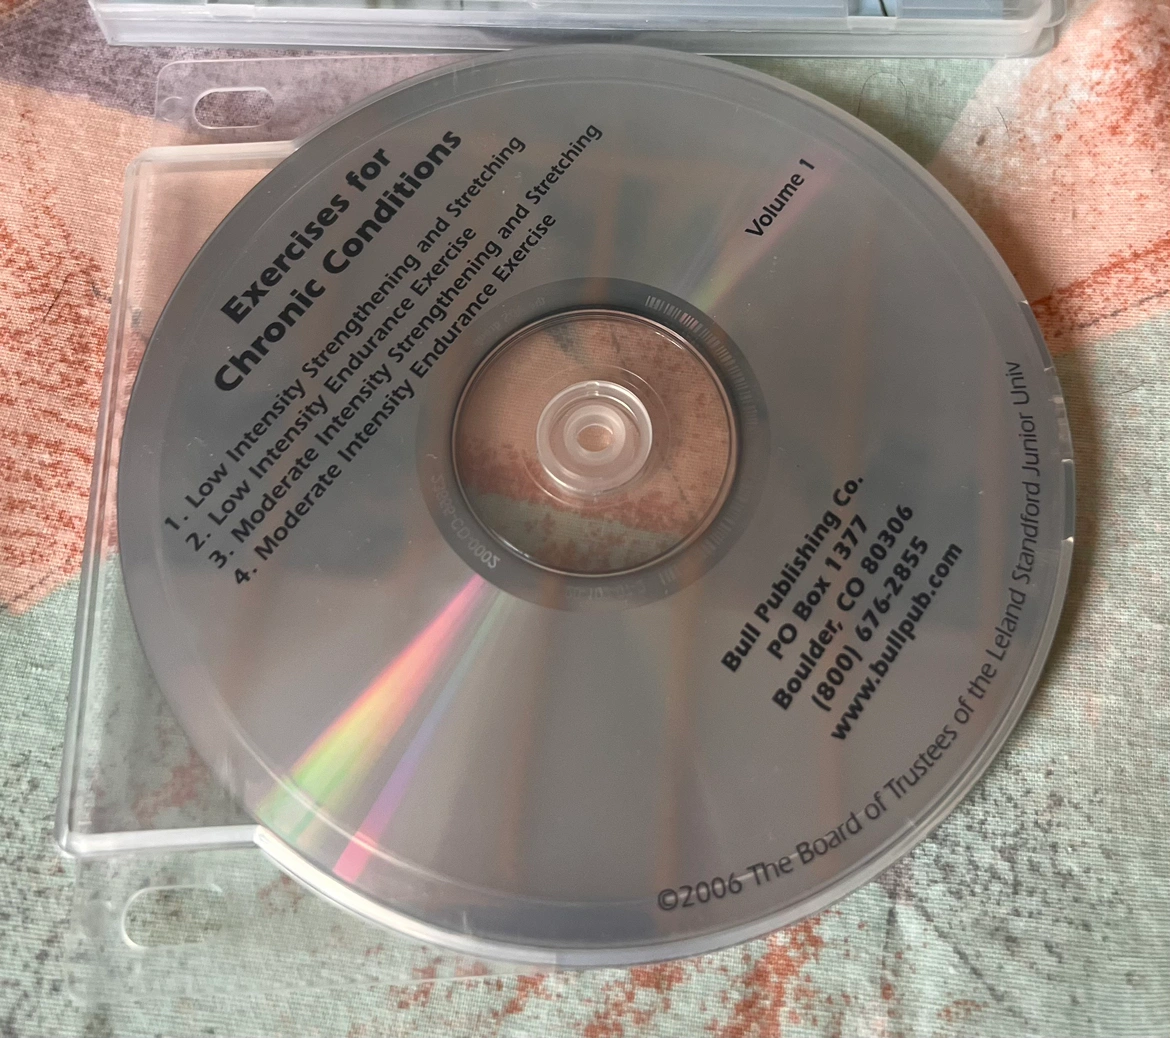 Exercises for
Chronic Conditions
1. Low Intensity Strengthening and Stretching
2. Low Intensity Endurance Exercise
3. Moderate Intensity Strengthening and Stretching
4. Moderate Intensity Endurance Exercise
Volume 1
Bull Publishing Co.
PO Box 1377
Boulder, CO 80306
(800) 676-2855
www.bullpub.com
©2006 The Board of Trustees of the Leland Standford Junior Univ